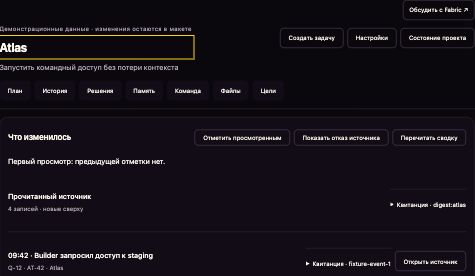 Обсудить с Fabric ↗
Демонстрационные данные · изменения остаются в макете
Atlas
Создать задачу
Настройки
Состояние проекта
Запустить командный доступ без потери контекста
План
История
Решения
Память
Команда
Файлы
Цели
Что изменилось
Отметить просмотренным
Показать отказ источника
Перечитать сводку
Первый просмотр: предыдущей отметки нет.
Прочитанный источник
4 записей · новые сверху
▸ Квитанция · digest:atlas
09:42 · Builder запросил доступ к staging
Q-12 · AT-42 · Atlas
▸ Квитанция · fixture-event-1
Открыть источник